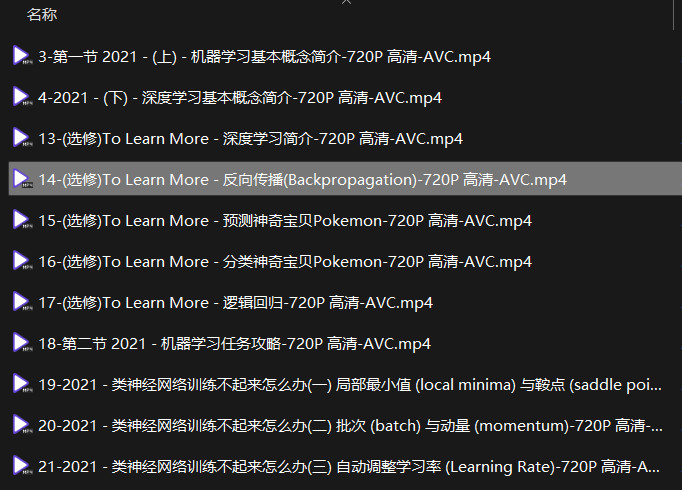 名称
3-第一节 2021 - (上) - 机器学习基本概念简介-720P 高清-AVC.mp4
4-2021 - (下) - 深度学习基本概念简介-720P 高清-AVC.mp4
13-(选修)To Learn More - 深度学习简介-720P 高清-AVC.mp4
14-(选修)To Learn More - 反向传播(Backpropagation)-720P 高清-AVC.mp4
15-(选修)To Learn More - 预测神奇宝贝Pokemon-720P 高清-AVC.mp4
16-(选修)To Learn More - 分类神奇宝贝Pokemon-720P 高清-AVC.mp4
17-(选修)To Learn More - 逻辑回归-720P 高清-AVC.mp4
18-第二节 2021 - 机器学习任务攻略-720P 高清-AVC.mp4
19-2021 - 类神经网络训练不起来怎么办(一) 局部最小值 (local minima) 与鞍点 (saddle poi...
20-2021 - 类神经网络训练不起来怎么办(二) 批次 (batch) 与动量 (momentum)-720P 高清-...
21-2021 - 类神经网络训练不起来怎么办(三) 自动调整学习率 (Learning Rate)-720P 高清-A...